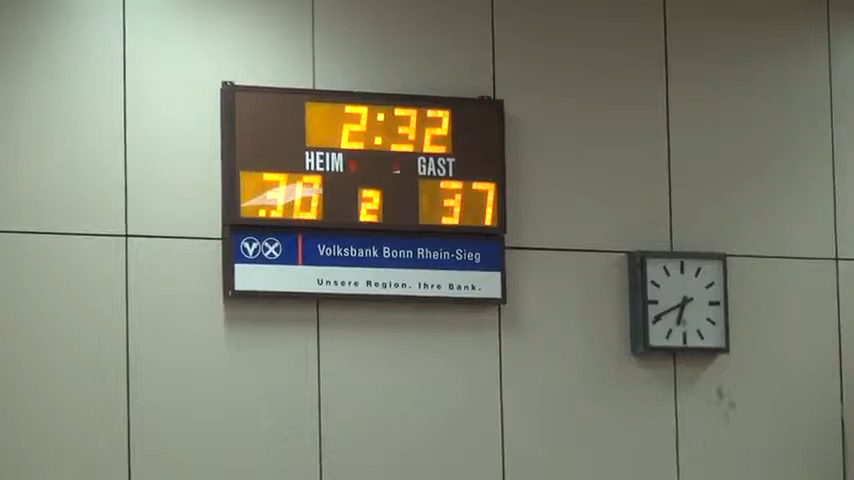 2:32
HEIM GAST
30 2 37
Volksbank Bonn Rhein-Sieg
Unsere Region. Ihre Bank.